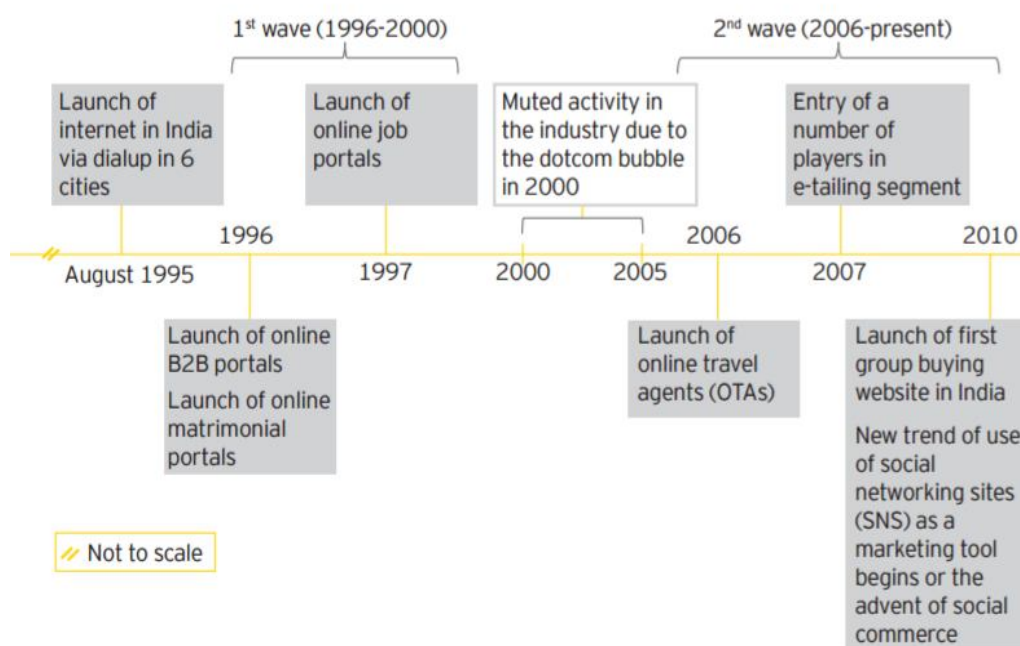 1st wave (1996-2000)
2nd wave (2006-present)
Launch of
internet in India
via dialup in 6
cities
Launch of
online job
portals
Muted activity in
the industry due to
the dotcom bubble
in 2000
Entry of a
number of
players in
e-tailing segment
1996
2006
2010
August 1995
1997
2000
2005
2007
Launch of online
B2B portals
Launch of online
matrimonial
portals
Launch of
online travel
agents (OTAs)
Launch of first
group buying
website in India
New trend of use
of social
networking sites
(SNS) as a
marketing tool
begins or the
advent of social
commerce
Not to scale